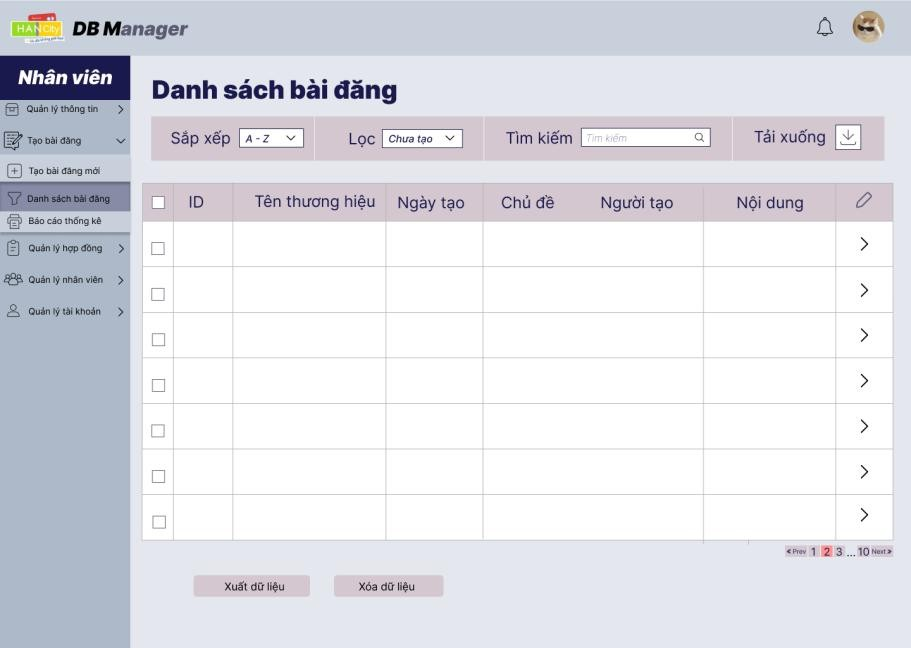 HANCity
DB Manager
Nhân viên
Quản lý thông tin
Tạo bài đăng
Tạo bài đăng mới
Danh sách bài đăng
Báo cáo thống kê
Quản lý hợp đồng
Quản lý nhân viên
Quản lý tài khoản
Danh sách bài đăng
Sắp xếp A - Z Lọc Chưa tạo Tìm kiếm Tìm kiếm Tải xuống
ID Tên thương hiệu Ngày tạo Chủ đề Người tạo Nội dung
Prev 1 2 3 ... 10 Next
Xuất dữ liệu Xóa dữ liệu